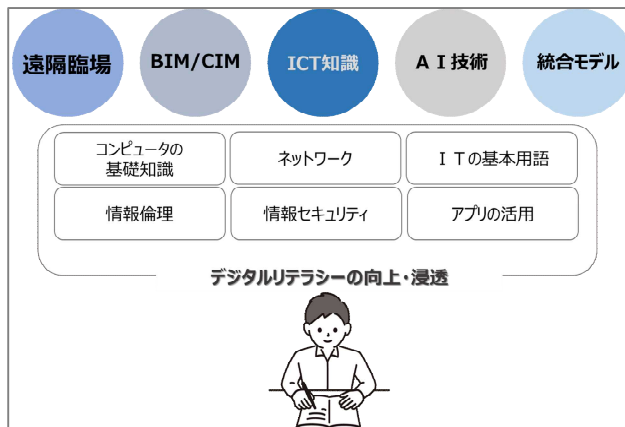 遠隔臨場
BIM/CIM
ICT知識
ＡＩ技術
統合モデル
コンピュータの
基礎知識
ネットワーク
ＩＴの基本用語
情報倫理
情報セキュリティ
アプリの活用
デジタルリテラシーの向上・浸透